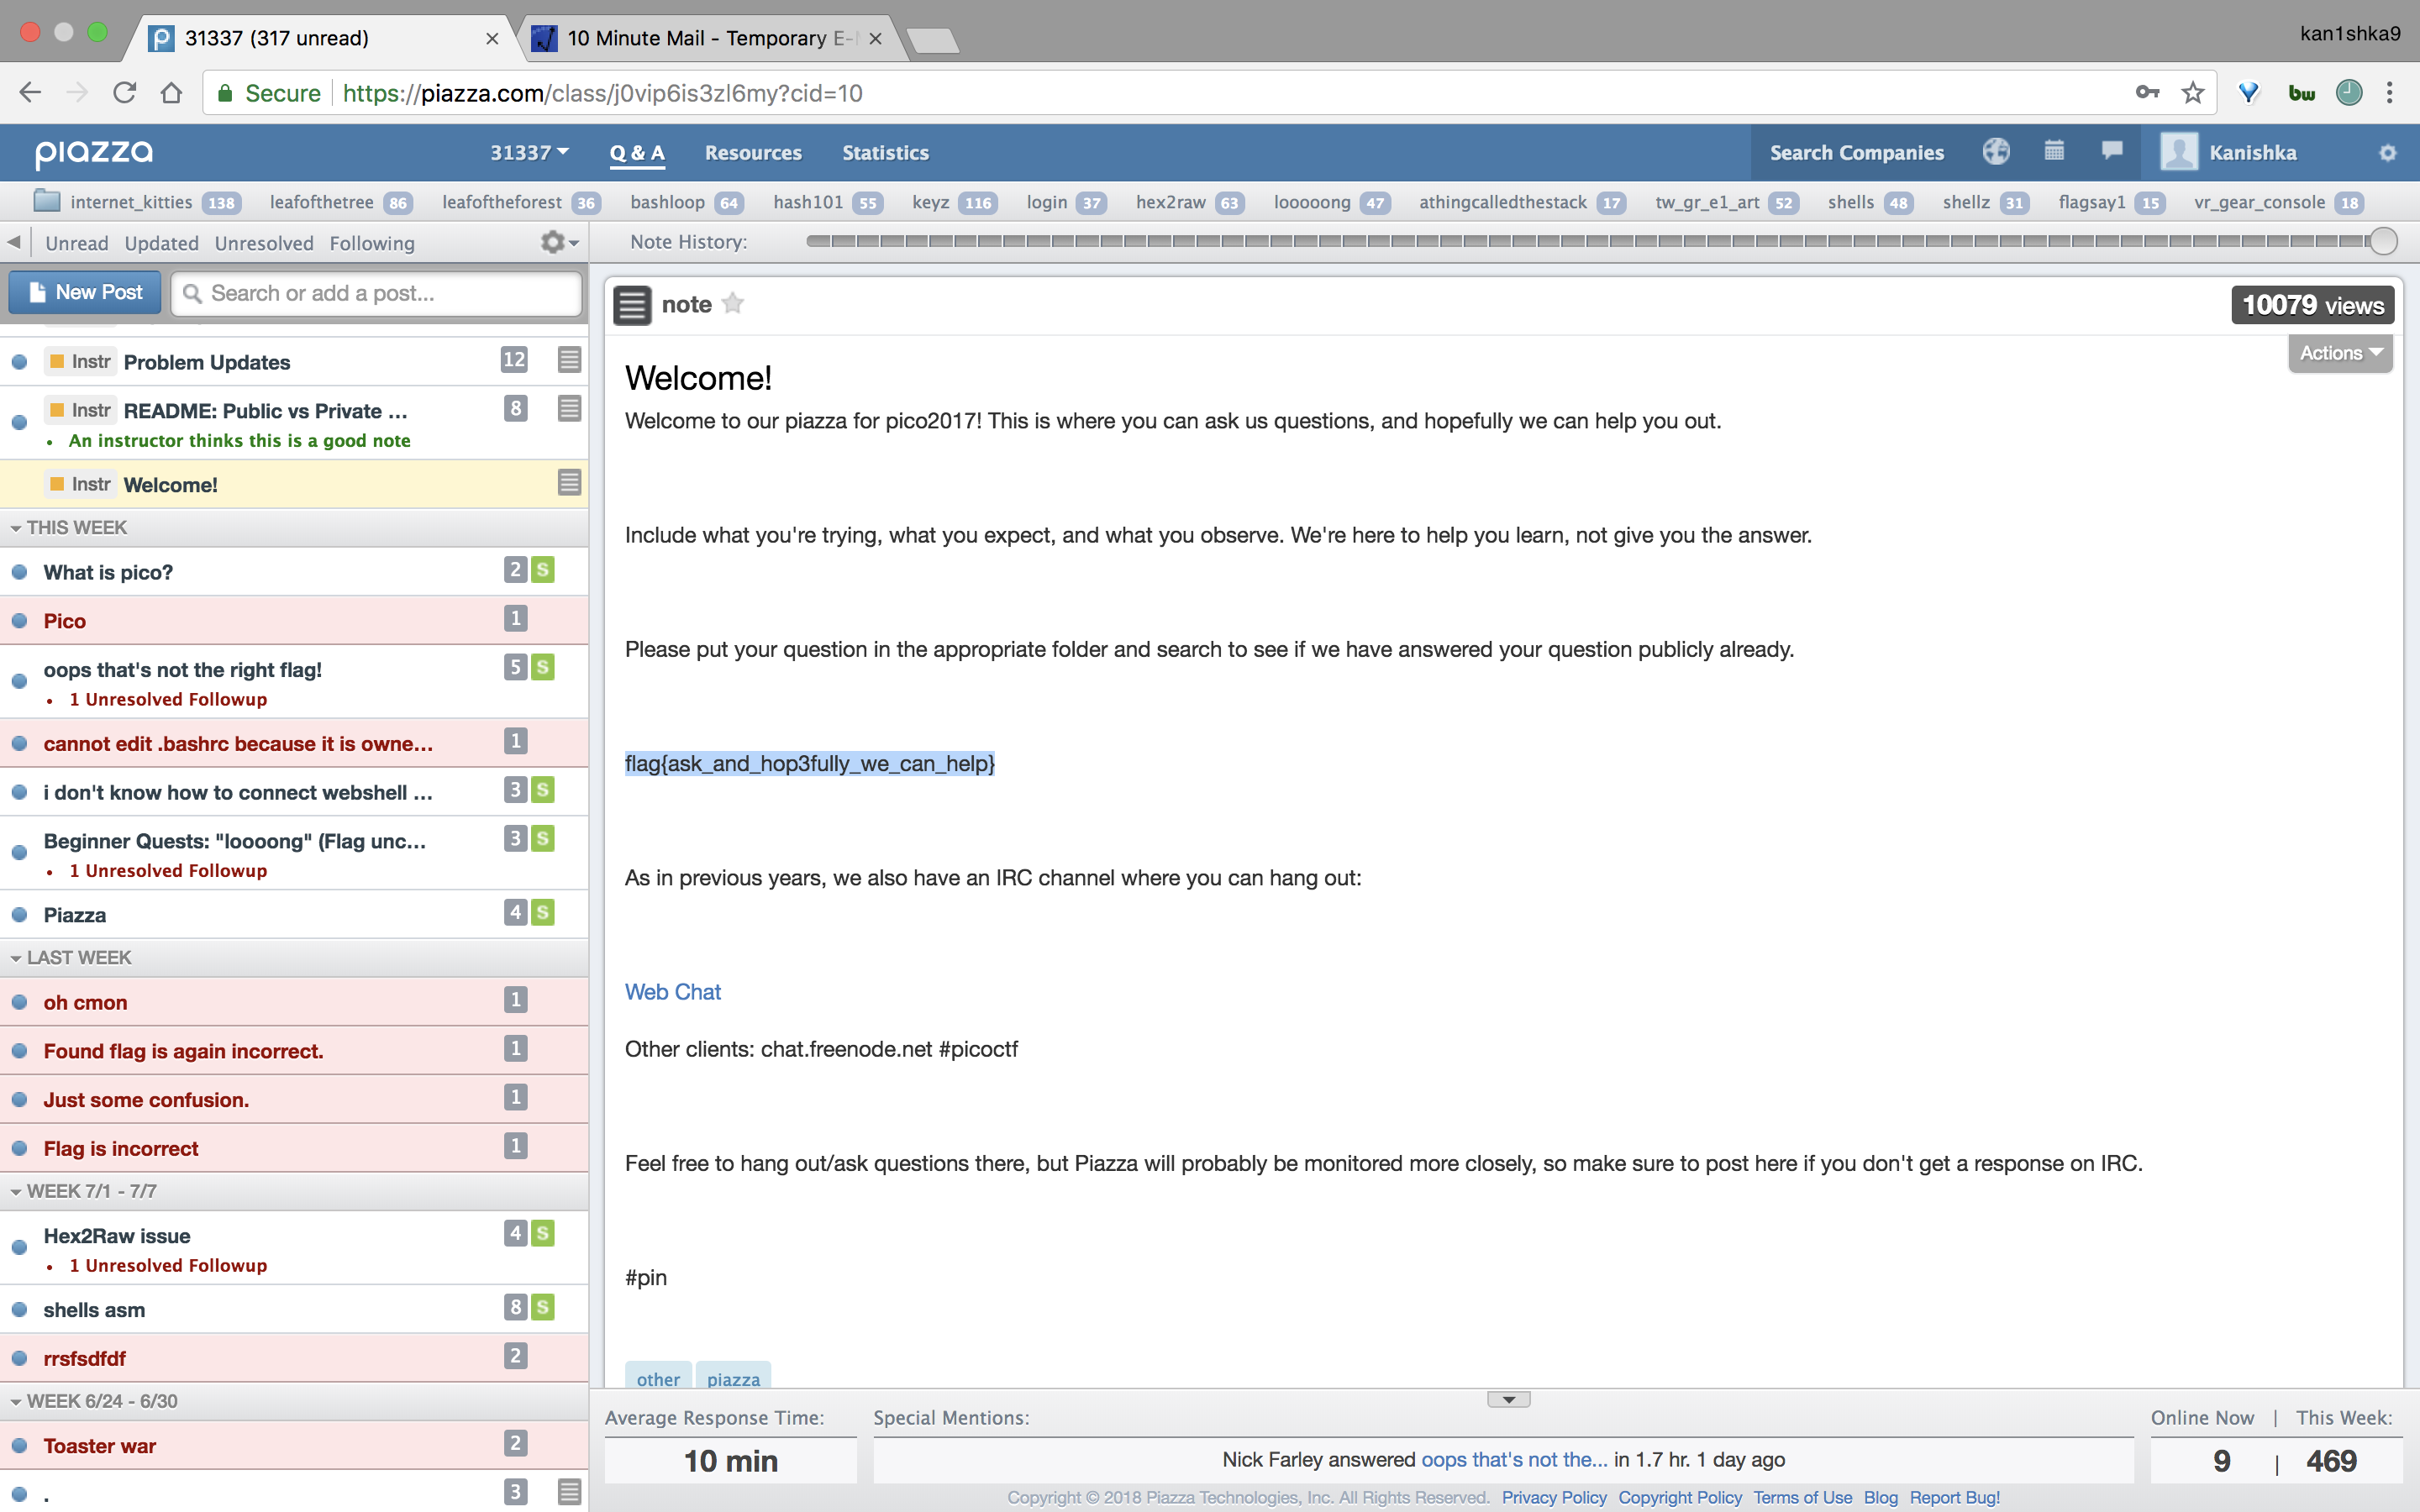 31337 (317 unread)
10 Minute Mail - Temporary E-
kan1shka9
Secure https://piazza.com/class/j0vip6is3zl6my?cid=10
bw
piazza 31337 Q & A Resources Statistics Search Companies Kanishka
internet_kitties 138 leafofthetree 86 leafoftheforest 36 bashloop 64 hash101 55 keyz 116 login 37 hex2raw 63 looooong 47 athingcalledthestack 17 tw_gr_e1_art 52 shells 48 shellz 31 flagsay1 15 vr_gear_console 18
Unread Updated Unresolved Following
Note History:
New Post Search or add a post...
Instr Problem Updates 12
Instr README: Public vs Private ... 8
• An instructor thinks this is a good note
Instr Welcome!
THIS WEEK
What is pico? 2 S
Pico 1
oops that's not the right flag! 5 S
• 1 Unresolved Followup
cannot edit .bashrc because it is owne... 1
i don't know how to connect webshell ... 3 S
Beginner Quests: "loooong" (Flag unc... 3 S
• 1 Unresolved Followup
Piazza 4 S
LAST WEEK
oh cmon 1
Found flag is again incorrect. 1
Just some confusion. 1
Flag is incorrect 1
WEEK 7/1 - 7/7
Hex2Raw issue 4 S
• 1 Unresolved Followup
shells asm 8 S
rrsfsdfdf 2
WEEK 6/24 - 6/30
Toaster war 2
. 3
note
10079 views
Actions
Welcome!
Welcome to our piazza for pico2017! This is where you can ask us questions, and hopefully we can help you out.
Include what you're trying, what you expect, and what you observe. We're here to help you learn, not give you the answer.
Please put your question in the appropriate folder and search to see if we have answered your question publicly already.
flag{ask_and_hop3fully_we_can_help}
As in previous years, we also have an IRC channel where you can hang out:
Web Chat
Other clients: chat.freenode.net #picoctf
Feel free to hang out/ask questions there, but Piazza will probably be monitored more closely, so make sure to post here if you don't get a response on IRC.
#pin
other piazza
Average Response Time: Special Mentions: Online Now | This Week:
10 min Nick Farley answered oops that's not the... in 1.7 hr. 1 day ago 9 | 469
Copyright © 2018 Piazza Technologies, Inc. All Rights Reserved. Privacy Policy Copyright Policy Terms of Use Blog Report Bug!